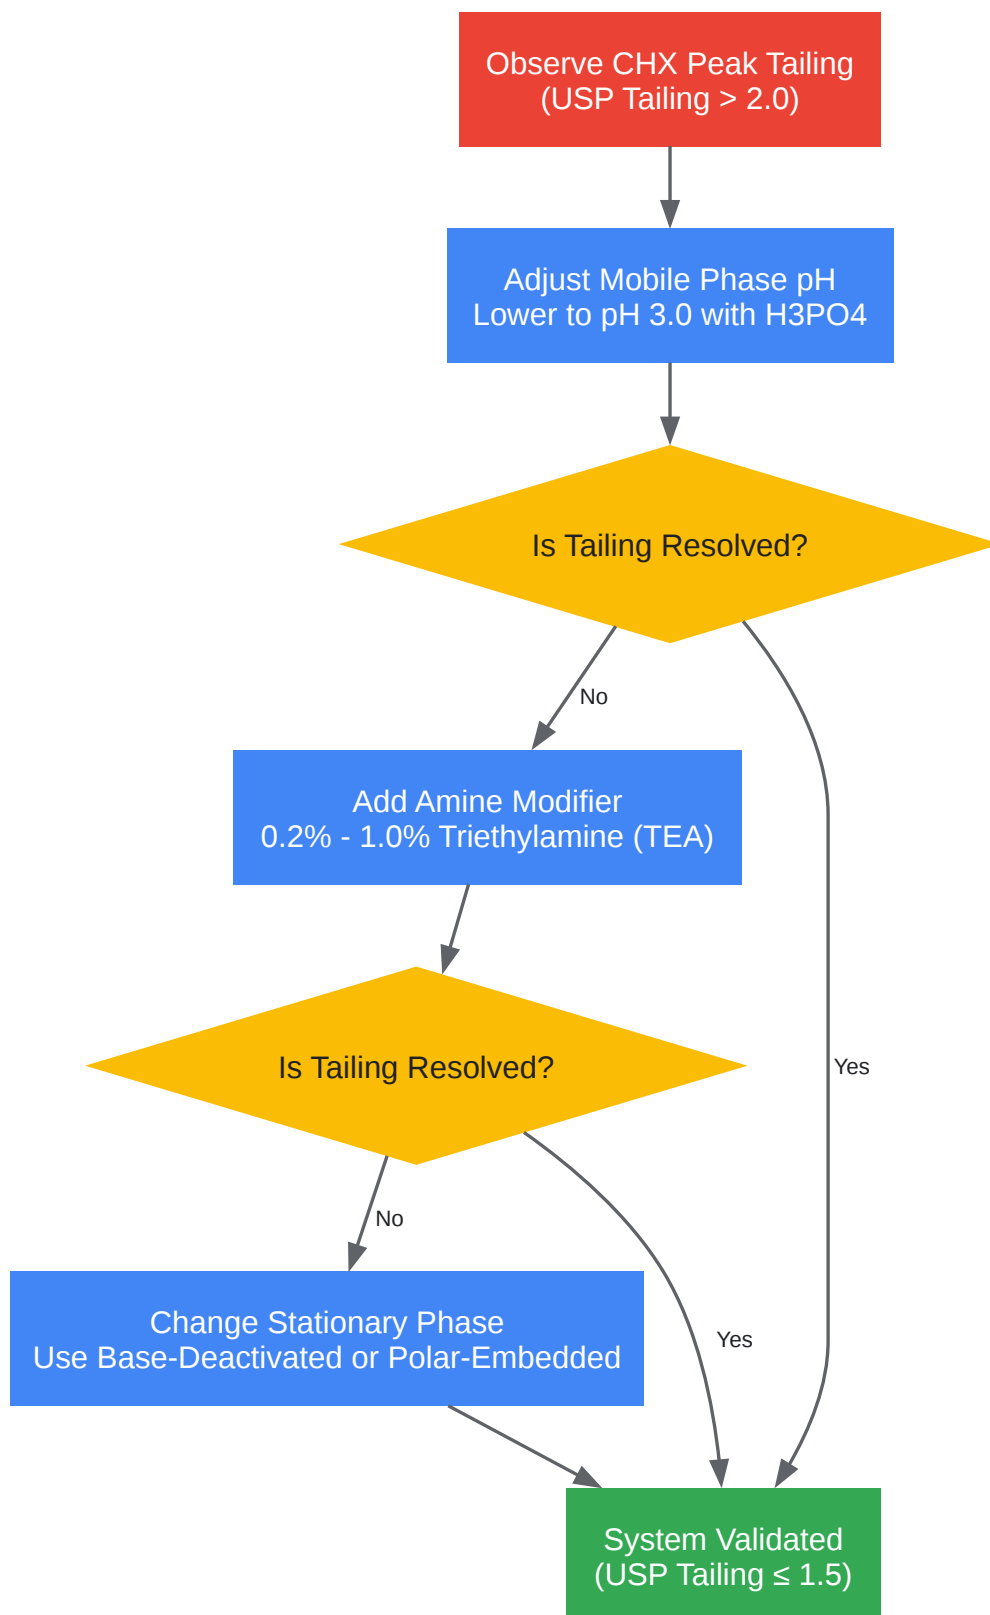 Observe CHX Peak Tailing
(USP Tailing > 2.0)
Adjust Mobile Phase pH
Lower to pH 3.0 with H3PO4
Is Tailing Resolved?
No
Add Amine Modifier
0.2% - 1.0% Triethylamine (TEA)
Is Tailing Resolved?
Yes
No
Change Stationary Phase
Use Base-Deactivated or Polar-Embedded
Yes
System Validated
(USP Tailing ≤ 1.5)